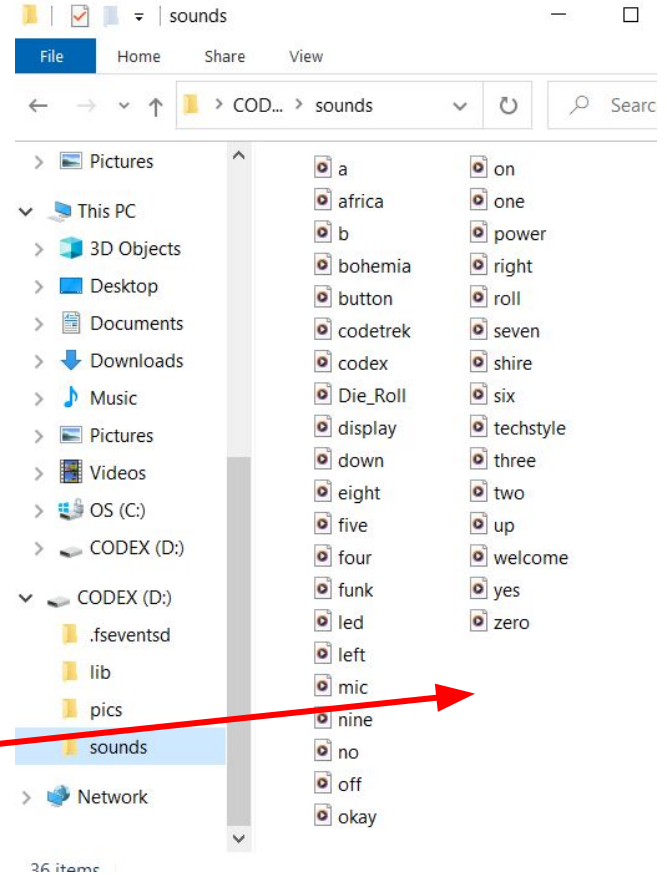 sounds
File Home Share View
COD... > sounds
Searc
Pictures
This PC
3D Objects
Desktop
Documents
Downloads
Music
Pictures
Videos
OS (C:)
CODEX (D:)
CODEX (D:)
.fseventsd
lib
pics
sounds
Network
a
africa
b
bohemia
button
codetrek
codex
Die_Roll
display
down
eight
five
four
funk
led
left
mic
nine
no
off
okay
on
one
power
right
roll
seven
shire
six
techstyle
three
two
up
welcome
yes
zero
36 items